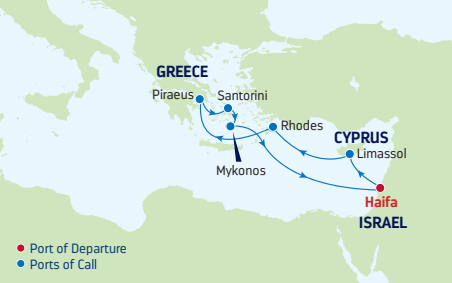 GREECE
Piraeus
Santorini
Rhodes
CYPRUS
Limassol
Mykonos
Haifa
ISRAEL
Port of Departure
Ports of Call